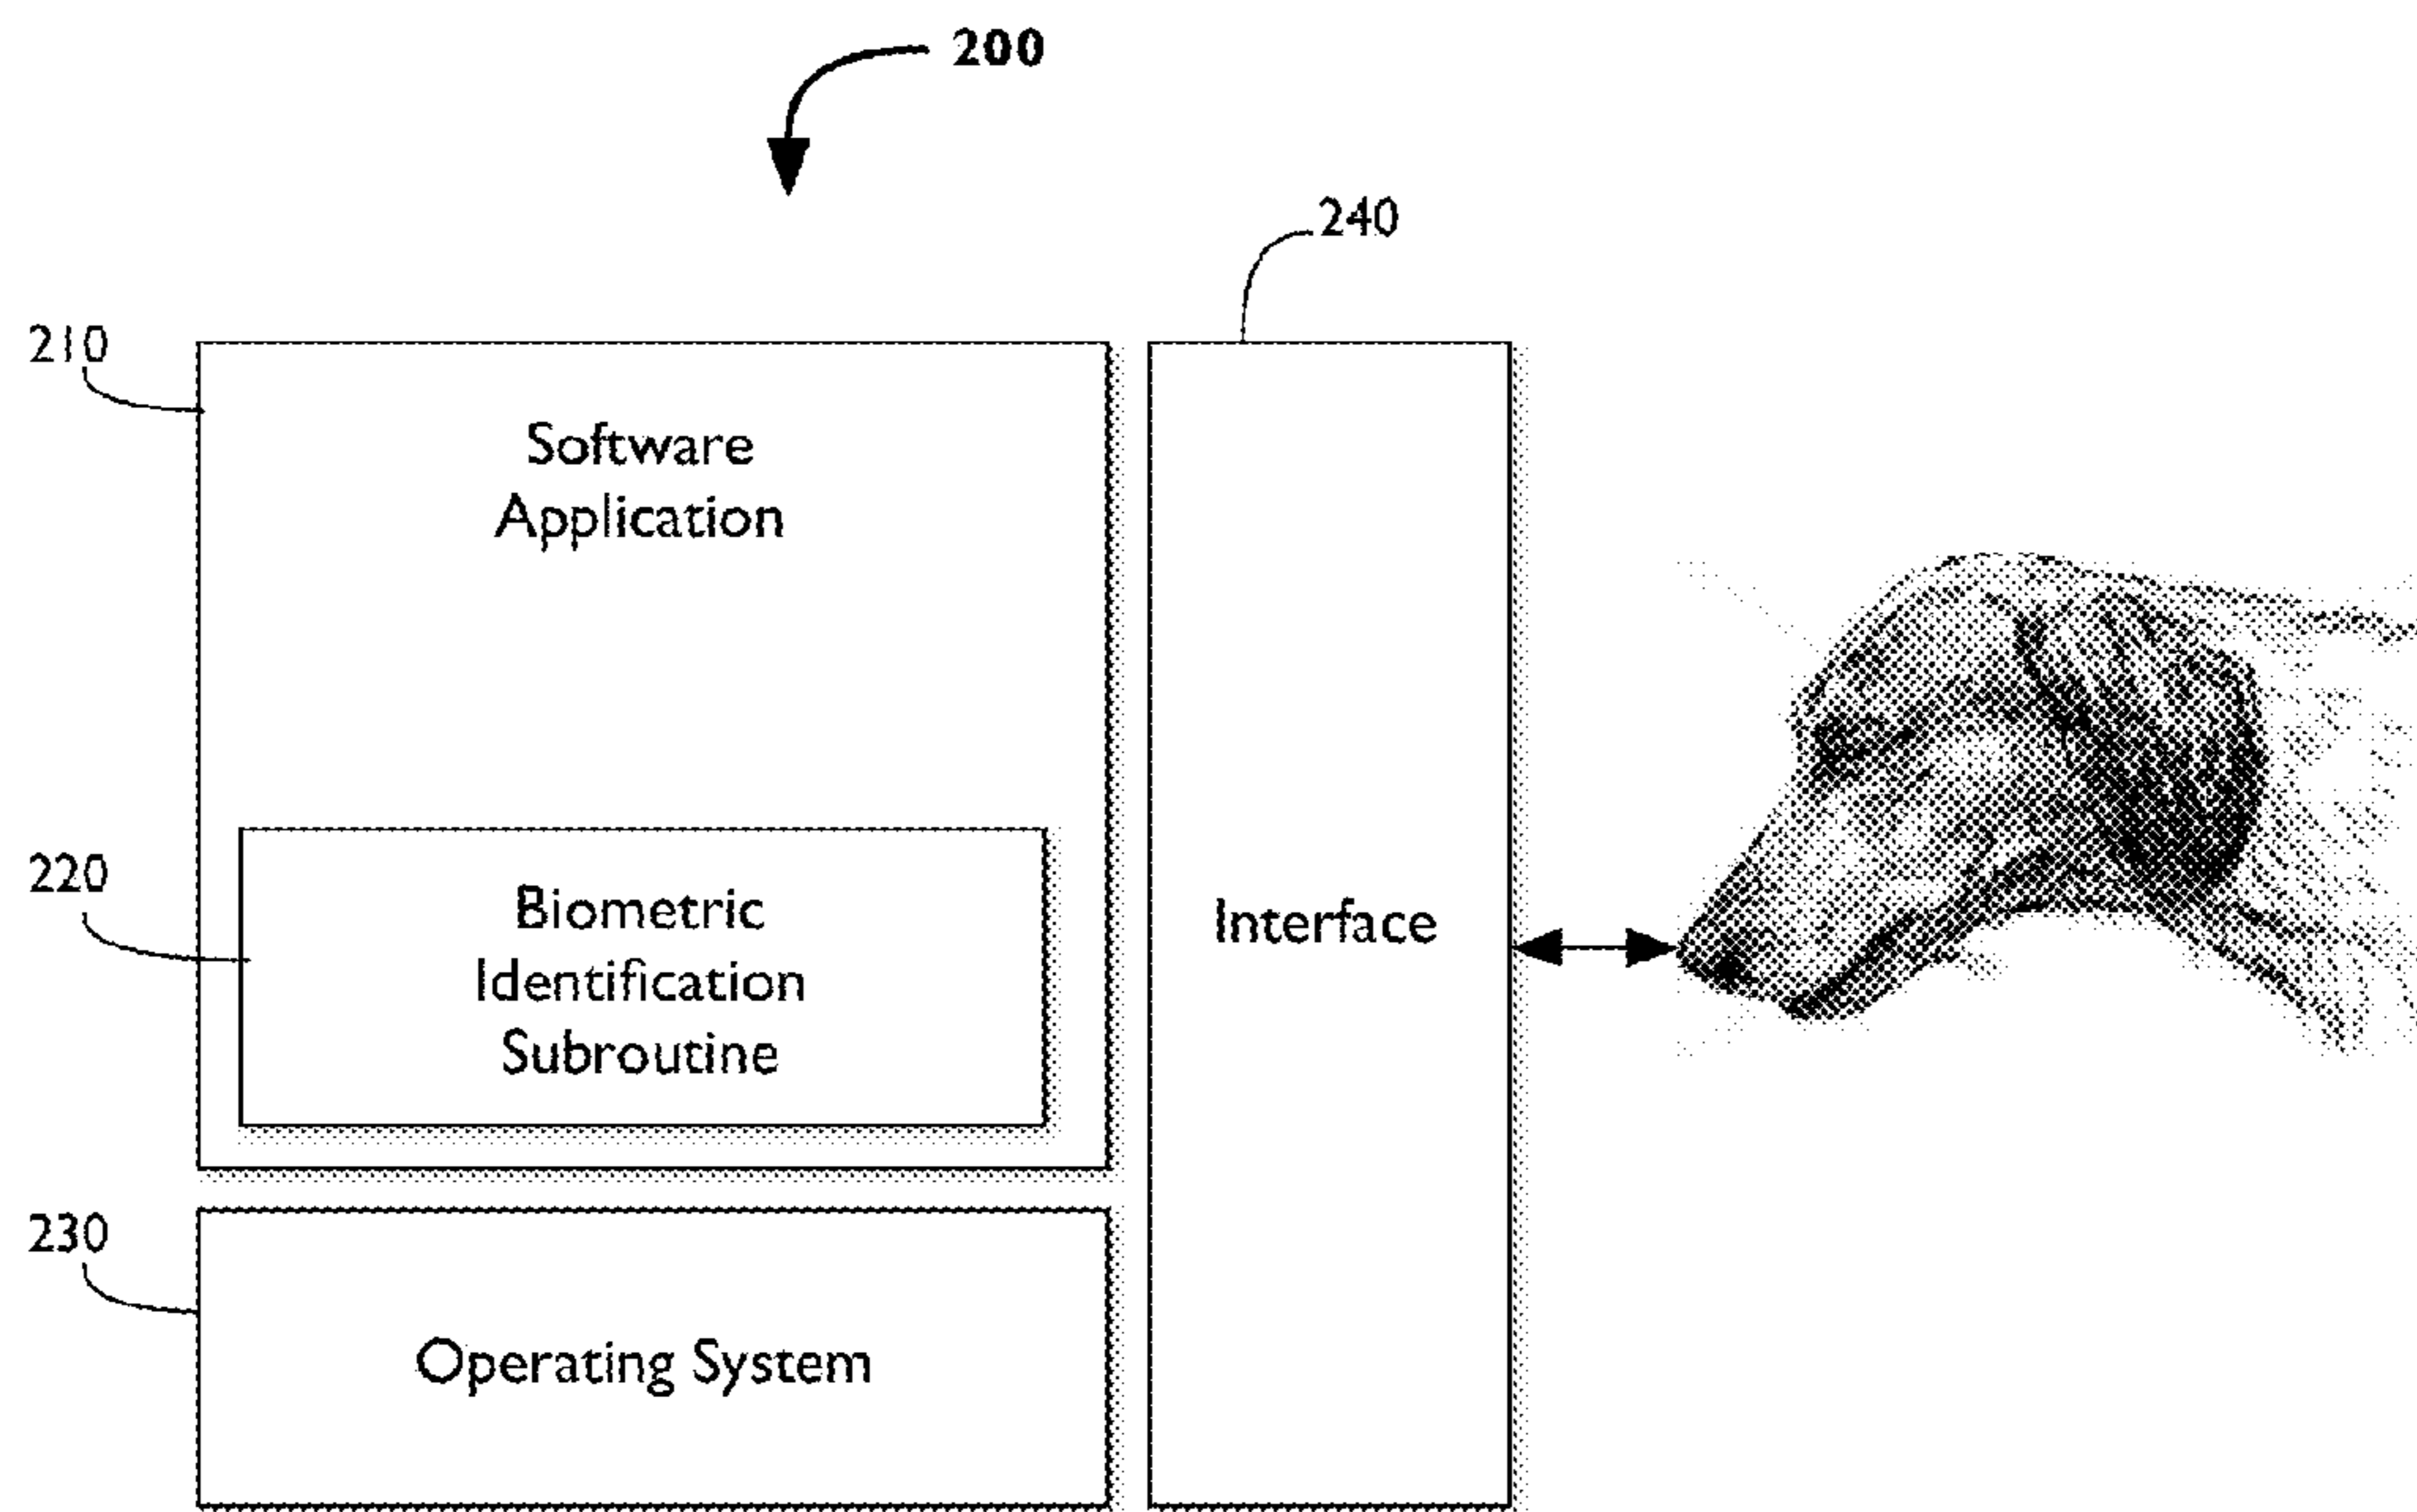 200
240
210
Software
Application
220
Biometric
Identification
Subroutine
Interface
230
Operating System